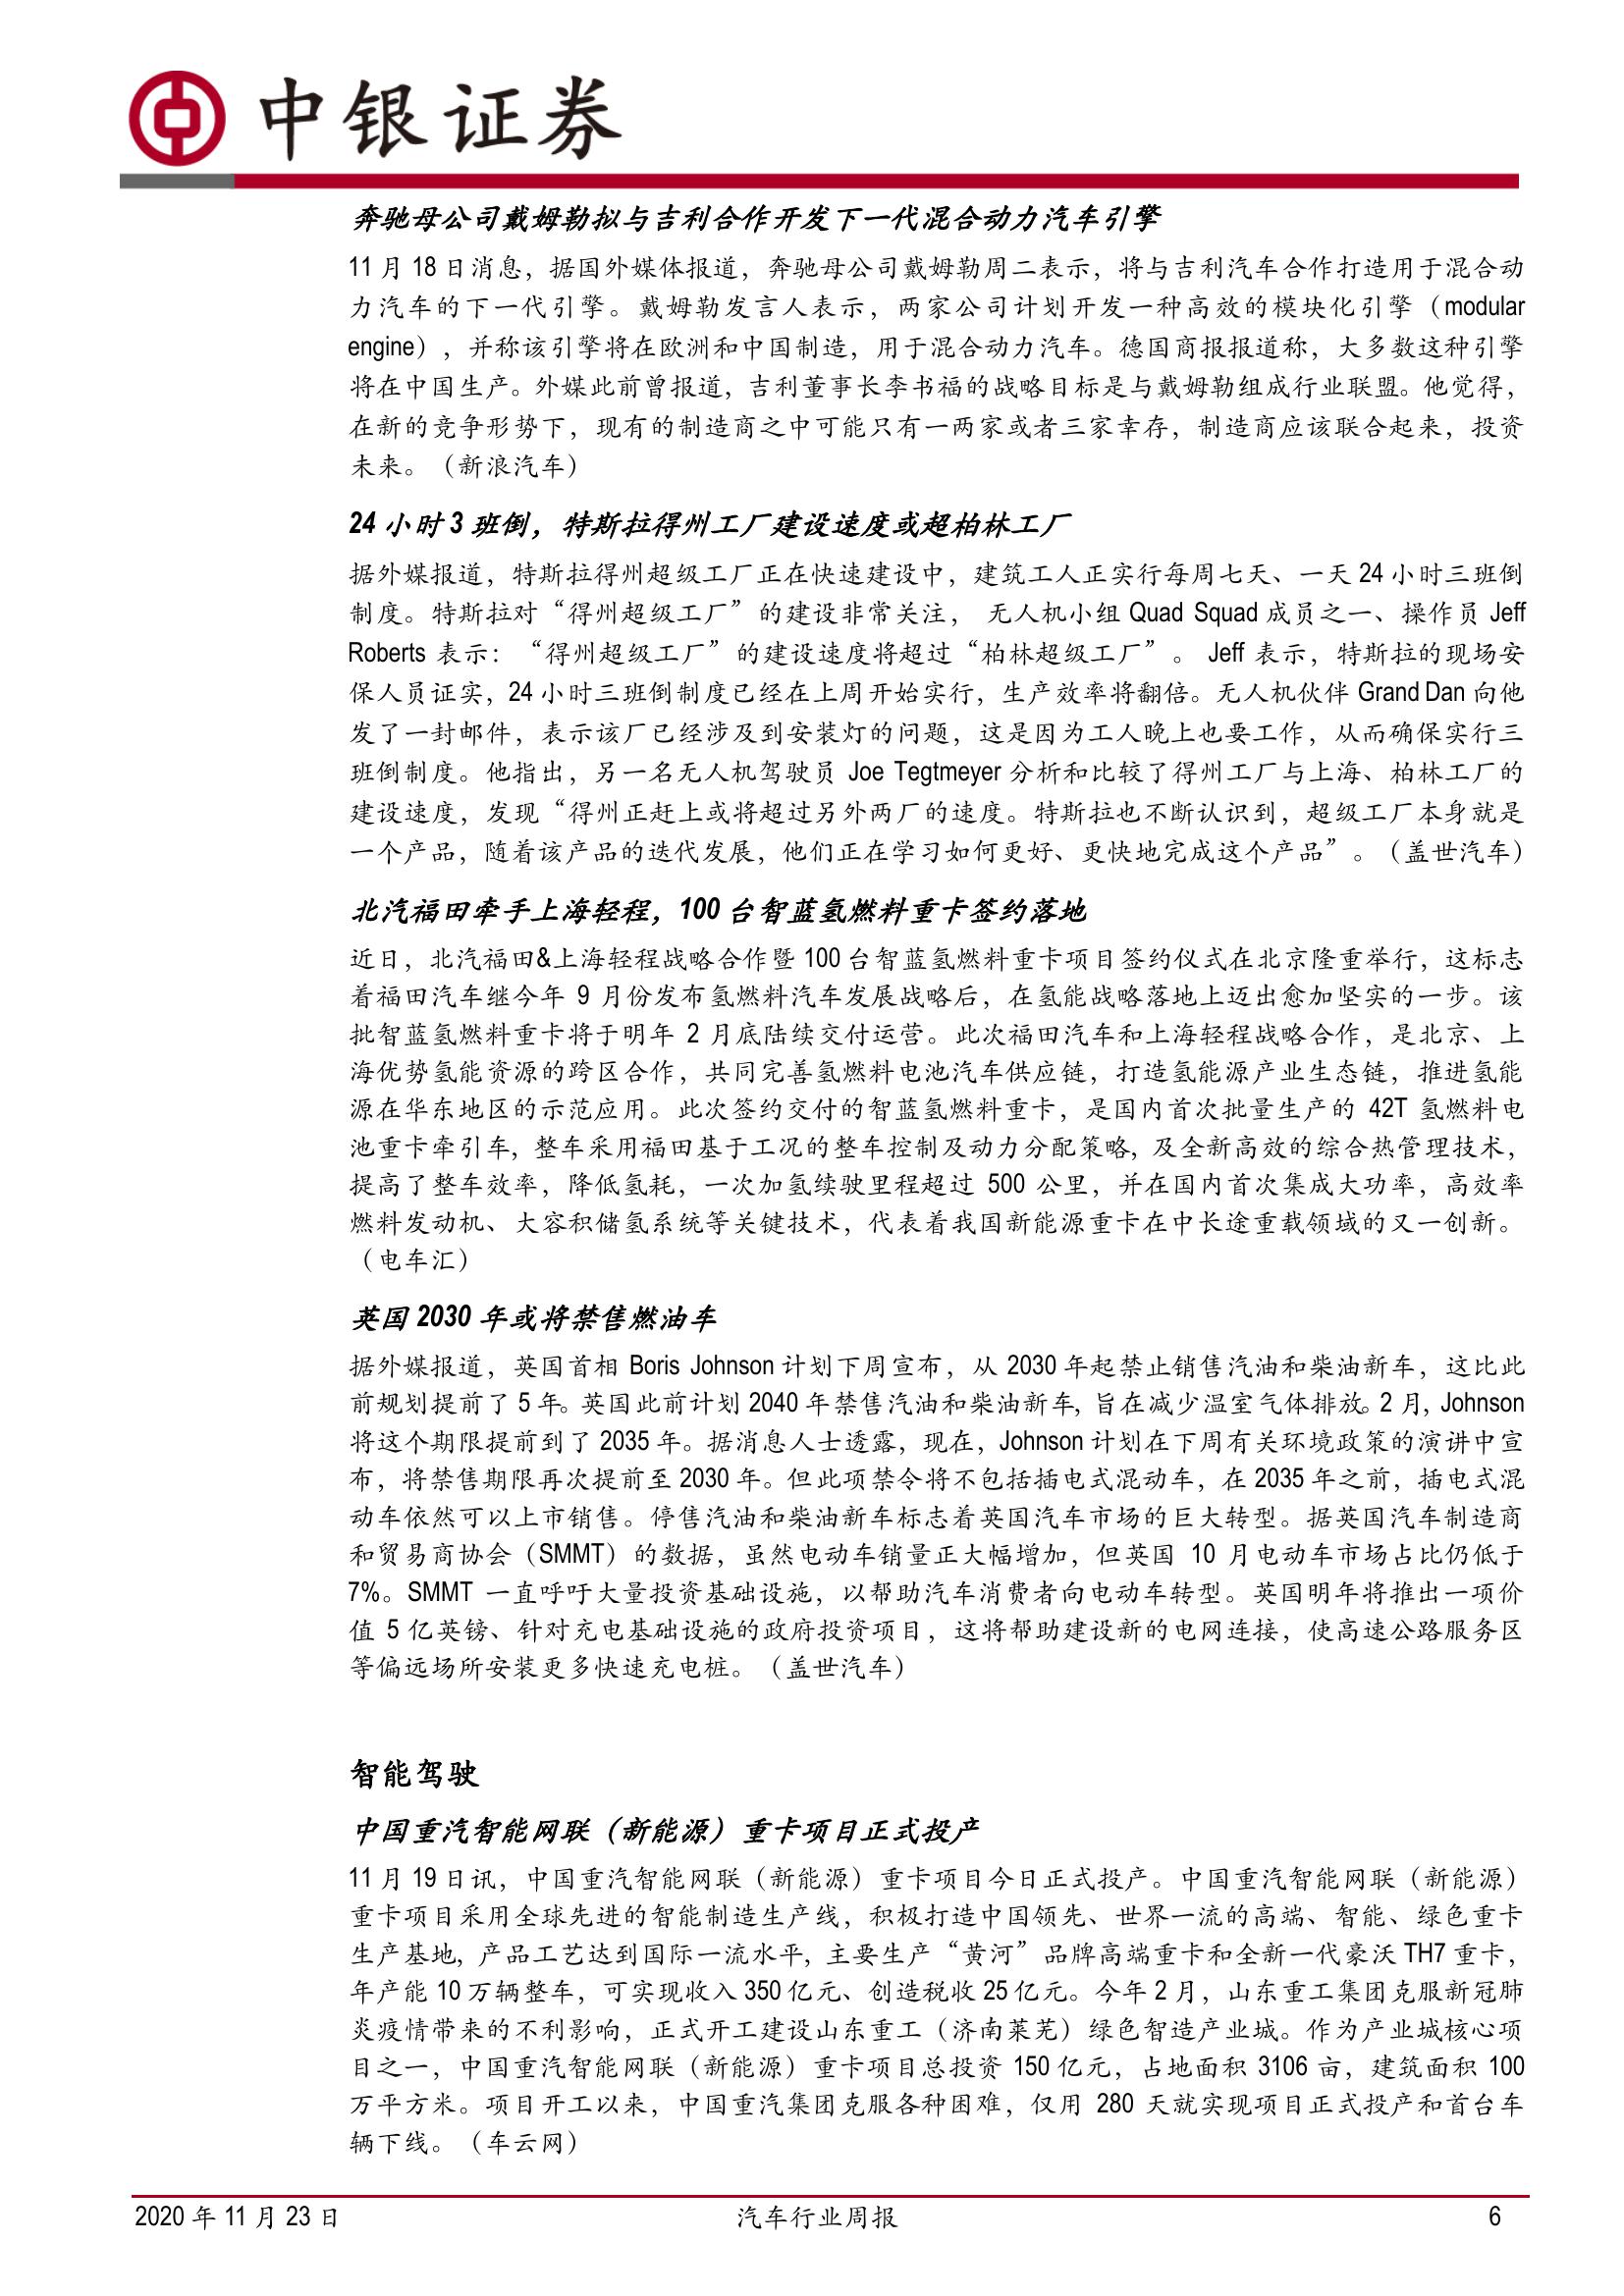 中银证券
奔驰母公司戴姆勒拟与吉利合作开发下一代混合动力汽车引擎
11 月 18 日消息，据国外媒体报道，奔驰母公司戴姆勒周二表示，将与吉利汽车合作打造用于混合动
力汽车的下一代引擎。戴姆勒发言人表示，两家公司计划开发一种高效的模块化引擎（modular
engine），并称该引擎将在欧洲和中国制造，用于混合动力汽车。德国商报报道称，大多数这种引擎
将在中国生产。外媒此前曾报道，吉利董事长李书福的战略目标是与戴姆勒组成行业联盟。他觉得，
在新的竞争形势下，现有的制造商之中可能只有一两家或者三家幸存，制造商应该联合起来，投资
未来。（新浪汽车）
24 小时 3 班倒，特斯拉得州工厂建设速度或超柏林工厂
据外媒报道，特斯拉得州超级工厂正在快速建设中，建筑工人正实行每周七天、一天 24 小时三班倒
制度。特斯拉对“得州超级工厂”的建设非常关注， 无人机小组 Quad Squad 成员之一、操作员 Jeff
Roberts 表示：“得州超级工厂”的建设速度将超过“柏林超级工厂”。 Jeff 表示，特斯拉的现场安
保人员证实，24 小时三班倒制度已经在上周开始实行，生产效率将翻倍。无人机伙伴 Grand Dan 向他
发了一封邮件，表示该厂已经涉及到安装灯的问题，这是因为工人晚上也要工作，从而确保实行三
班倒制度。他指出，另一名无人机驾驶员 Joe Tegtmeyer 分析和比较了得州工厂与上海、柏林工厂的
建设速度，发现“得州正赶上或将超过另外两厂的速度。特斯拉也不断认识到，超级工厂本身就是
一个产品，随着该产品的迭代发展，他们正在学习如何更好、更快地完成这个产品”。（盖世汽车）
北汽福田牵手上海轻程，100 台智蓝氢燃料重卡签约落地
近日，北汽福田&上海轻程战略合作暨 100 台智蓝氢燃料重卡项目签约仪式在北京隆重举行，这标志
着福田汽车继今年 9 月份发布氢燃料汽车发展战略后，在氢能战略落地上迈出愈加坚实的一步。该
批智蓝氢燃料重卡将于明年 2 月底陆续交付运营。此次福田汽车和上海轻程战略合作，是北京、上
海优势氢能资源的跨区合作，共同完善氢燃料电池汽车供应链，打造氢能源产业生态链，推进氢能
源在华东地区的示范应用。此次签约交付的智蓝氢燃料重卡，是国内首次批量生产的 42T 氢燃料电
池重卡牵引车，整车采用福田基于工况的整车控制及动力分配策略，及全新高效的综合热管理技术，
提高了整车效率，降低氢耗，一次加氢续驶里程超过 500 公里，并在国内首次集成大功率，高效率
燃料发动机、大容积储氢系统等关键技术，代表着我国新能源重卡在中长途重载领域的又一创新。
（电车汇）
英国 2030 年或将禁售燃油车
据外媒报道，英国首相 Boris Johnson 计划下周宣布，从 2030 年起禁止销售汽油和柴油新车，这比此
前规划提前了 5 年。英国此前计划 2040 年禁售汽油和柴油新车，旨在减少温室气体排放。2 月，Johnson
将这个期限提前到了 2035 年。据消息人士透露，现在，Johnson 计划在下周有关环境政策的演讲中宣
布，将禁售期限再次提前至 2030 年。但此项禁令将不包括插电式混动车，在 2035 年之前，插电式混
动车依然可以上市销售。停售汽油和柴油新车标志着英国汽车市场的巨大转型。据英国汽车制造商
和贸易商协会（SMMT）的数据，虽然电动车销量正大幅增加，但英国 10 月电动车市场占比仍低于
7%。SMMT 一直呼吁大量投资基础设施，以帮助汽车消费者向电动车转型。英国明年将推出一项价
值 5 亿英镑、针对充电基础设施的政府投资项目，这将帮助建设新的电网连接，使高速公路服务区
等偏远场所安装更多快速充电桩。（盖世汽车）
智能驾驶
中国重汽智能网联（新能源）重卡项目正式投产
11 月 19 日讯，中国重汽智能网联（新能源）重卡项目今日正式投产。中国重汽智能网联（新能源）
重卡项目采用全球先进的智能制造生产线，积极打造中国领先、世界一流的高端、智能、绿色重卡
生产基地，产品工艺达到国际一流水平，主要生产“黄河”品牌高端重卡和全新一代豪沃 TH7 重卡，
年产能 10 万辆整车，可实现收入 350 亿元、创造税收 25 亿元。今年 2 月，山东重工集团克服新冠肺
炎疫情带来的不利影响，正式开工建设山东重工（济南莱芜）绿色智造产业城。作为产业城核心项
目之一，中国重汽智能网联（新能源）重卡项目总投资 150 亿元，占地面积 3106 亩，建筑面积 100
万平方米。项目开工以来，中国重汽集团克服各种困难，仅用 280 天就实现项目正式投产和首台车
辆下线。（车云网）
2020 年 11 月 23 日 汽车行业周报 6